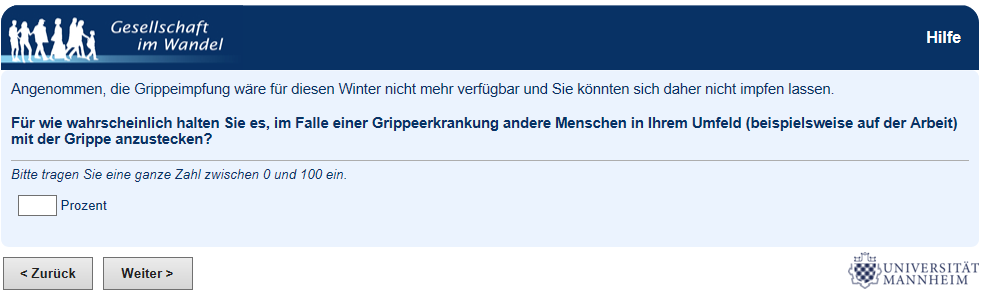 Gesellschaft
im Wandel
Hilfe
Angenommen, die Grippeimpfung wäre für diesen Winter nicht mehr verfügbar und Sie könnten sich daher nicht impfen lassen.
Für wie wahrscheinlich halten Sie es, im Falle einer Grippeerkrankung andere Menschen in Ihrem Umfeld (beispielsweise auf der Arbeit)
mit der Grippe anzustecken?
Bitte tragen Sie eine ganze Zahl zwischen 0 und 100 ein.
Prozent
< Zurück
Weiter >
UNIVERSITÄT
MANNHEIM